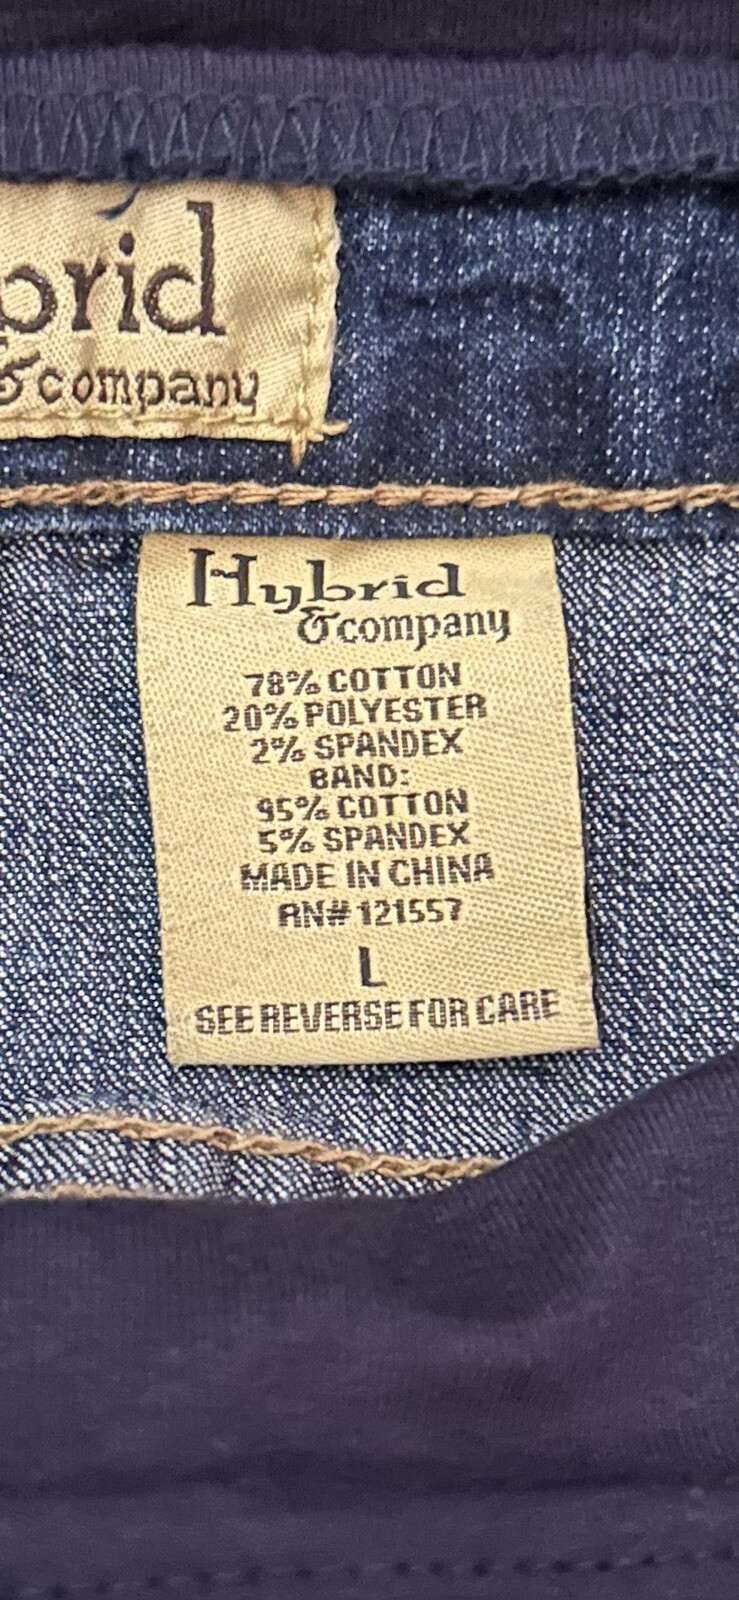 brid
& company
Hybrid
& company
78% COTTON
20% POLYESTER
2% SPANDEX
BAND:
95% COTTON
5% SPANDEX
MADE IN CHINA
RN# 121557
L
SEE REVERSE FOR CARE